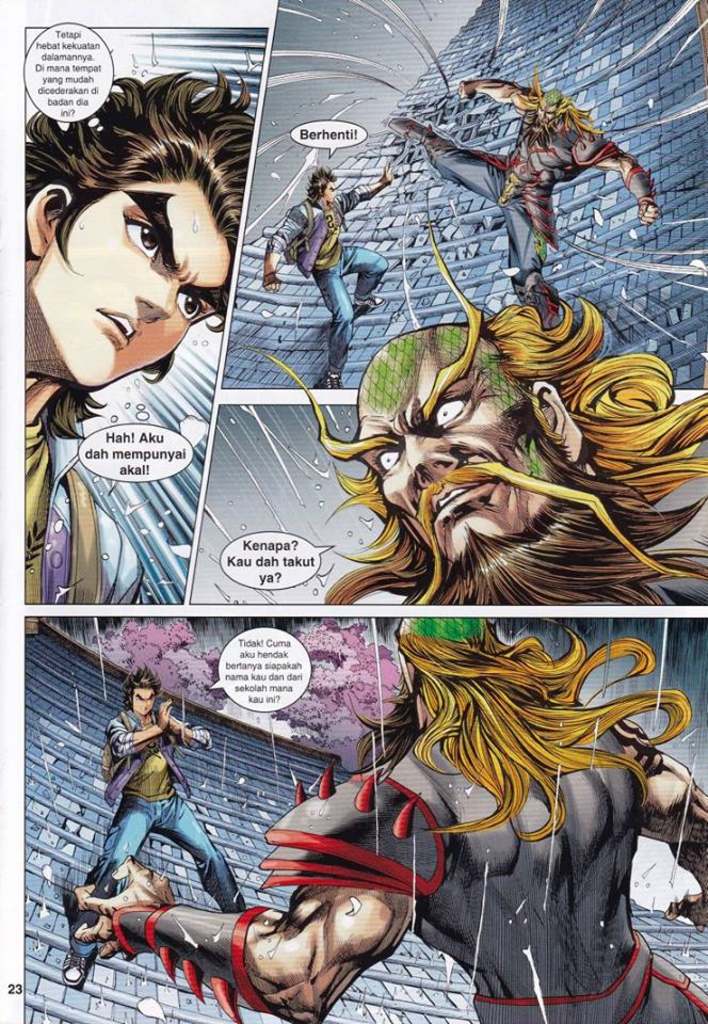 Tetapi
hebat kekuatan
dalamannya.
Di mana tempat
yang mudah
dicederakan di
badan dia
ini?
Hah! Aku
dah mempunyai
akal!
Berhenti!
Kenapa?
Kau dah takut
ya?
Tidak! Cuma
aku hendak
bertanya siapakah
nama kau dan dari
sekolah mana
kau ini?
23